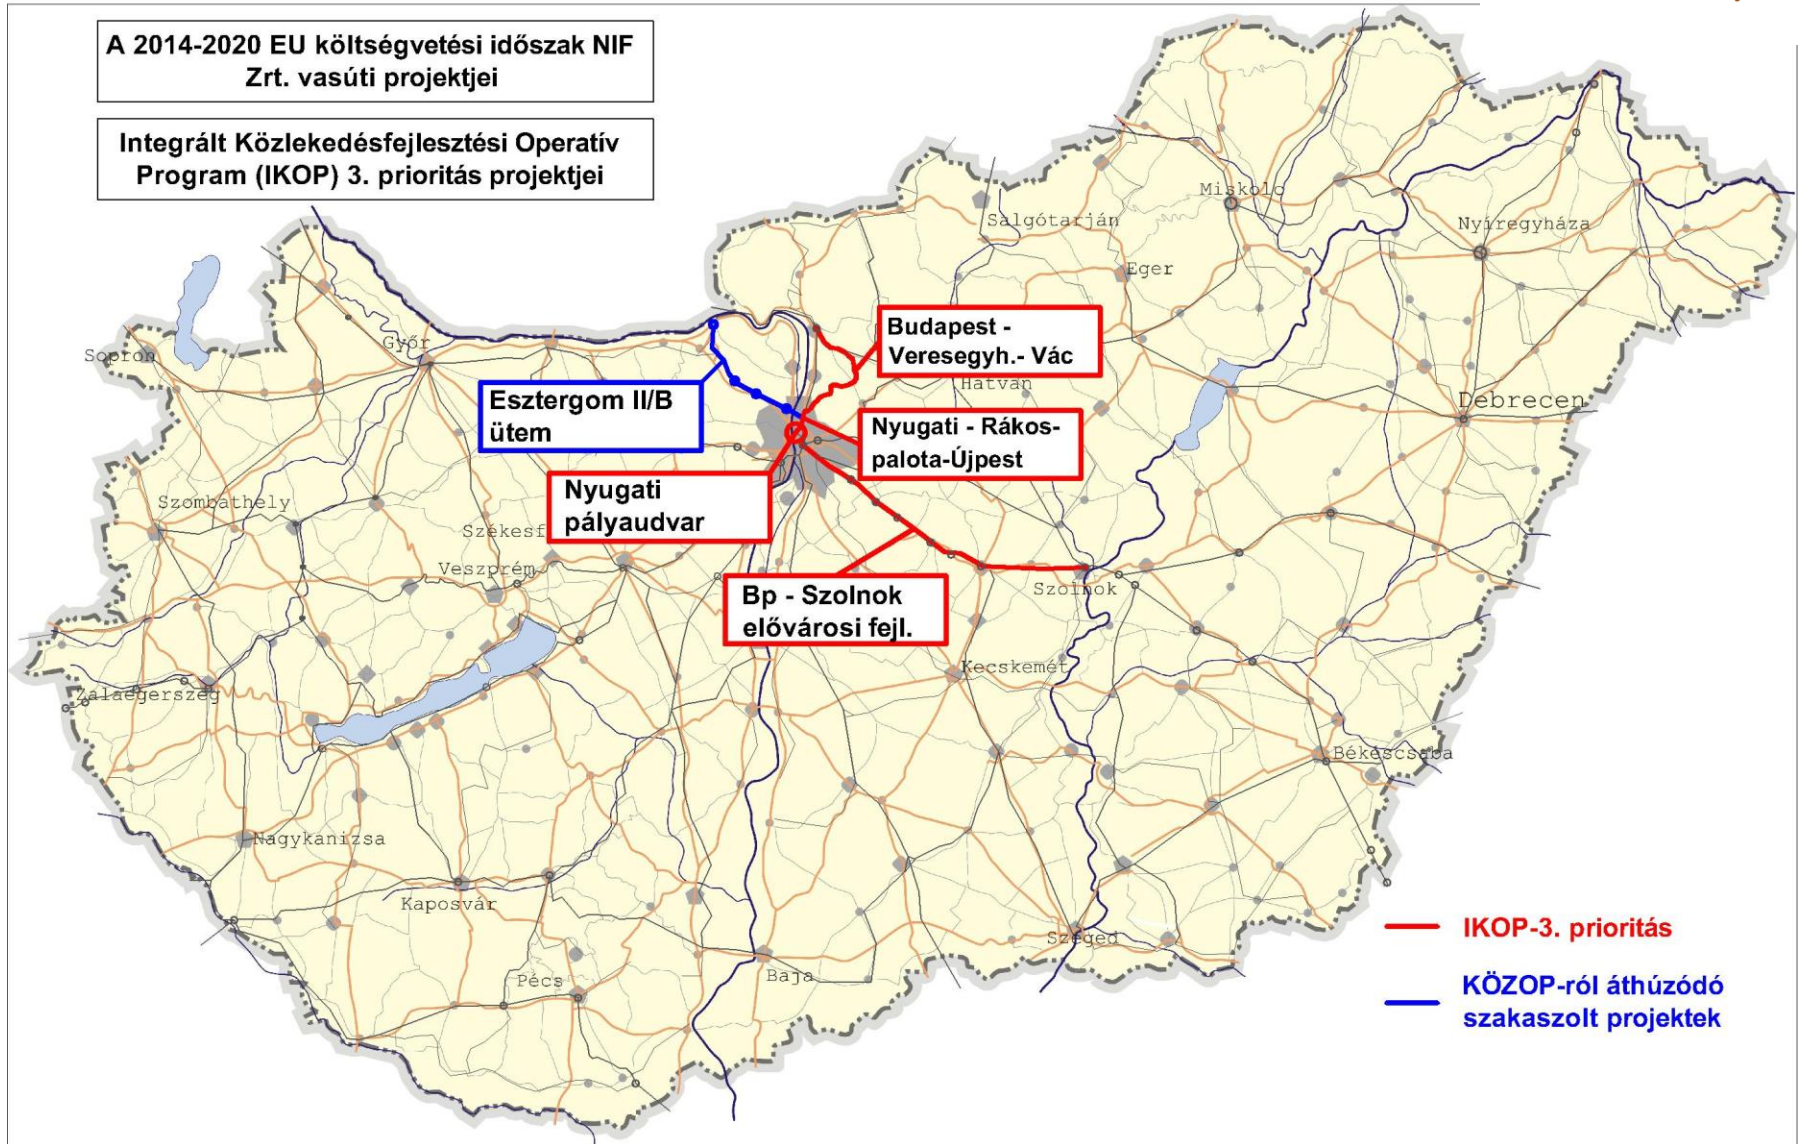 A 2014-2020 EU költségvetési időszak NIF
Zrt. vasúti projektjei
Integrált Közlekedésfejlesztési Operatív
Program (IKOP) 3. prioritás projektjei
Miskolc
Salgótarján
Nyíregyháza
Eger
Budapest -
Veresegyh.- Vác
Győr
Sopron
Hatvan
Esztergom II/B
ütem
Debrecen
Nyugati - Rákos-
palota-Újpest
Nyugati
pályaudvar
Szombathely
Székesf
Veszprém
Bp - Szolnok
elővárosi fejl.
Szolnok
Kecskemét
Zalaegerszeg
Békéscsaba
Nagykanizsa
Kaposvár
Szeged
Baja
Pécs
IKOP-3. prioritás
KÖZOP-ról áthúzódó
szakaszolt projektek